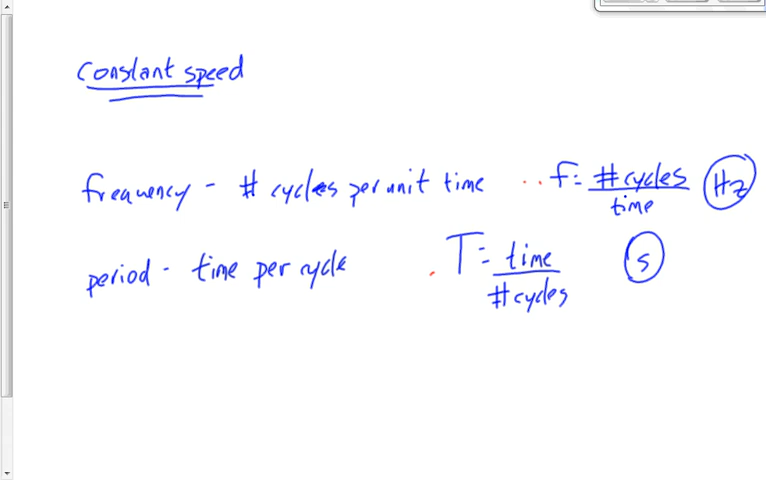 Constant speed
frequency - # cycles per unit time .. f = # cycles / time Hz
period - time per cycle . T = time / # cycles s